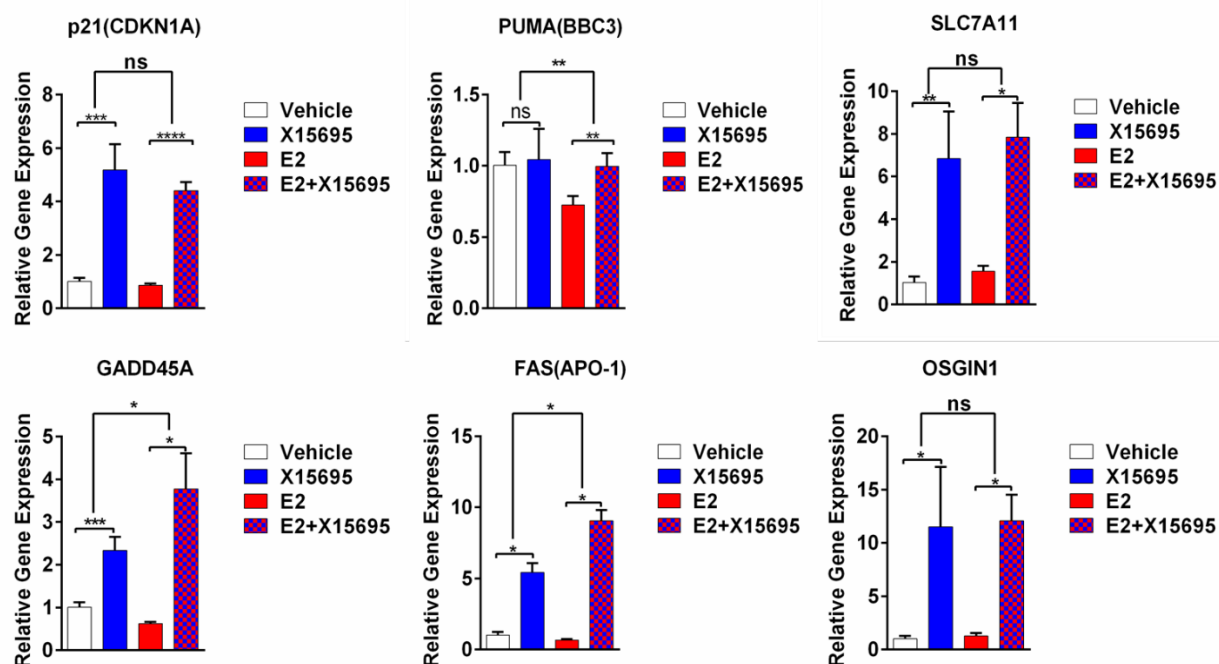 p21(CDKN1A)
ns
***
****
Relative Gene Expression
8
6
4
2
0
Vehicle
X15695
E2
E2+X15695
PUMA(BBC3)
**
ns
**
Relative Gene Expression
1.5
1.0
0.5
0.0
Vehicle
X15695
E2
E2+X15695
SLC7A11
ns
**
*
Relative Gene Expression
10
8
6
4
2
0
Vehicle
X15695
E2
E2+X15695
GADD45A
*
*
***
Relative Gene Expression
5
4
3
2
1
0
Vehicle
X15695
E2
E2+X15695
FAS(APO-1)
*
*
*
Relative Gene Expression
15
10
5
0
Vehicle
X15695
E2
E2+X15695
OSGIN1
ns
*
*
Relative Gene Expression
20
15
10
5
0
Vehicle
X15695
E2
E2+X15695